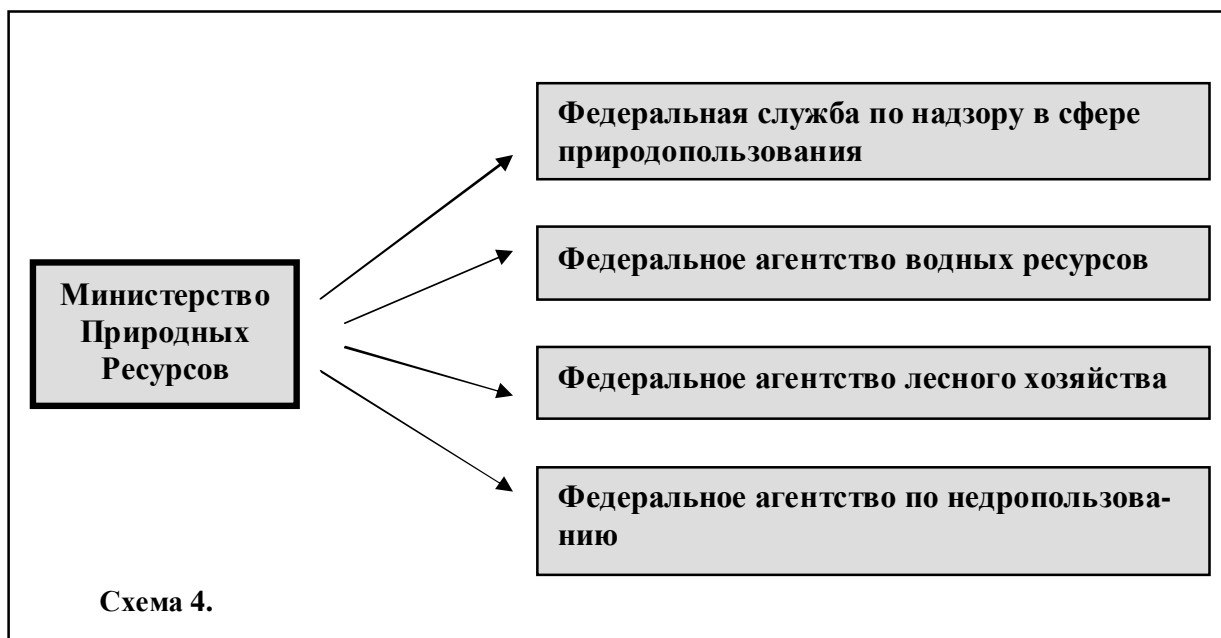 Федеральная служба по надзору в сфере
природопользования
Федеральное агентство водных ресурсов
Министерство
Природных
Ресурсов
Федеральное агентство лесного хозяйства
Федеральное агентство по недропользова-
нию
Схема 4.